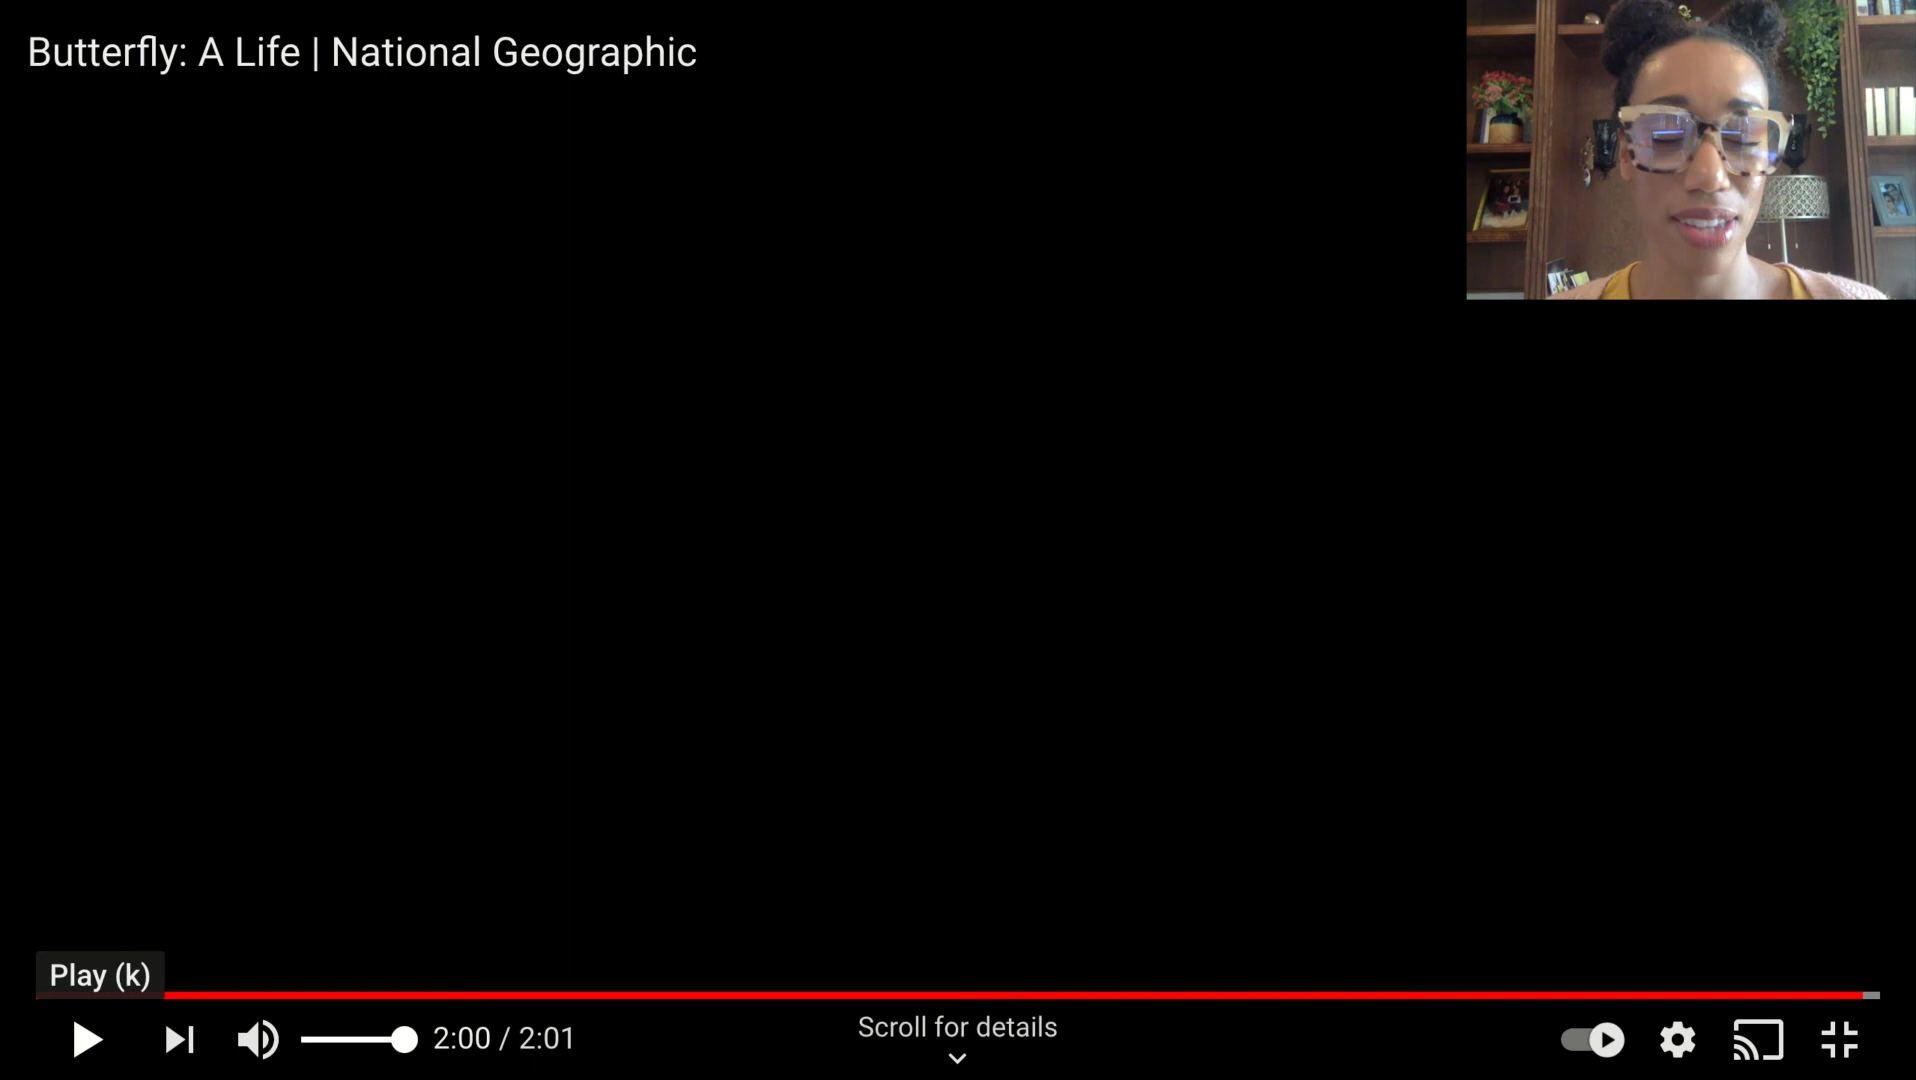 Butterfly: A Life | National Geographic
Play (k)
2:00 / 2:01
Scroll for details